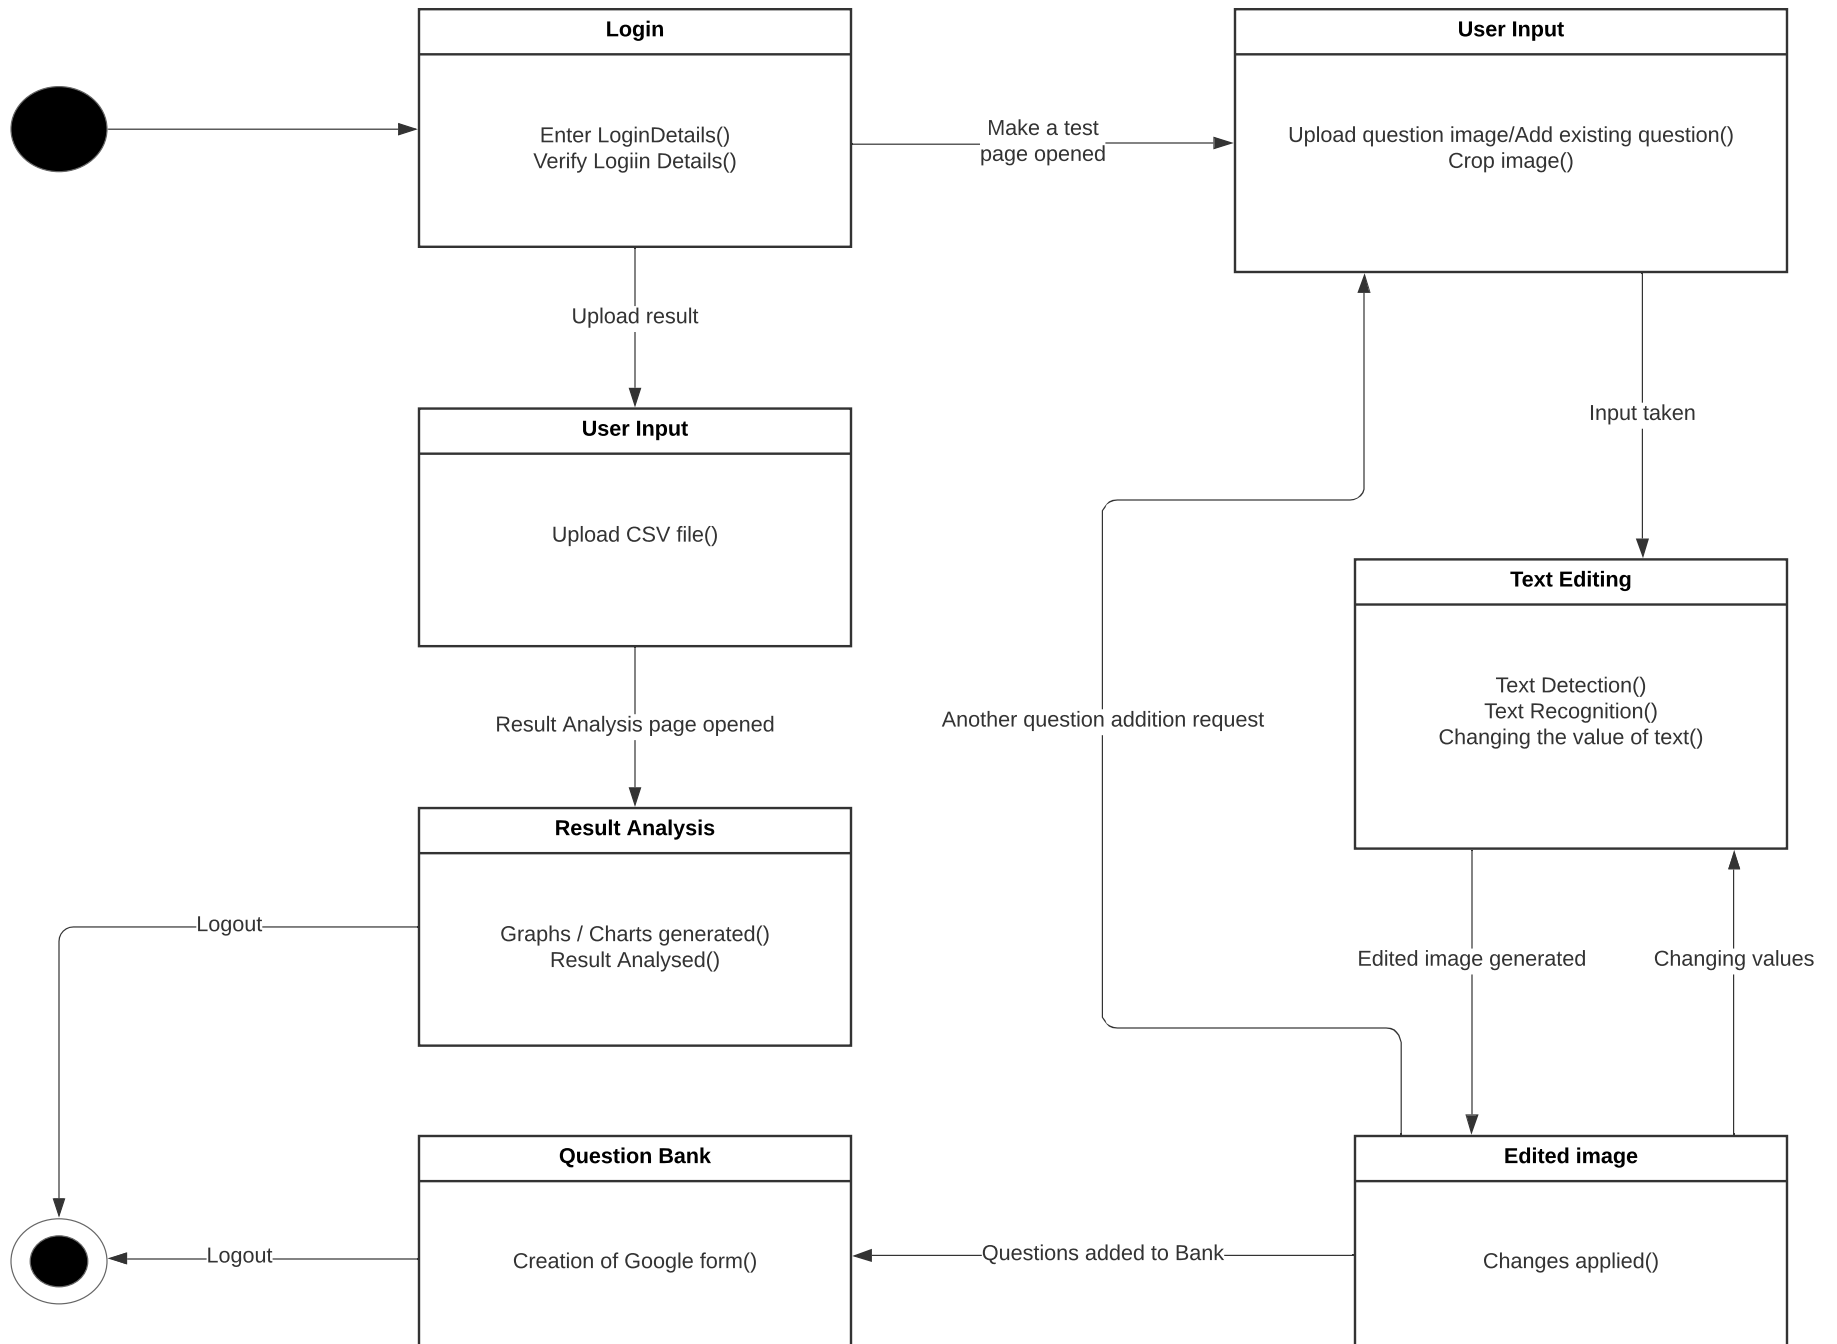 Login
Enter LoginDetails()
Verify Logiin Details()
Make a test
page opened
User Input
Upload question image/Add existing question()
Crop image()
Upload result
Input taken
User Input
Upload CSV file()
Text Editing
Text Detection()
Text Recognition()
Changing the value of text()
Another question addition request
Result Analysis page opened
Result Analysis
Graphs / Charts generated()
Result Analysed()
Logout
Edited image generated
Changing values
Question Bank
Creation of Google form()
Logout
Questions added to Bank
Edited image
Changes applied()